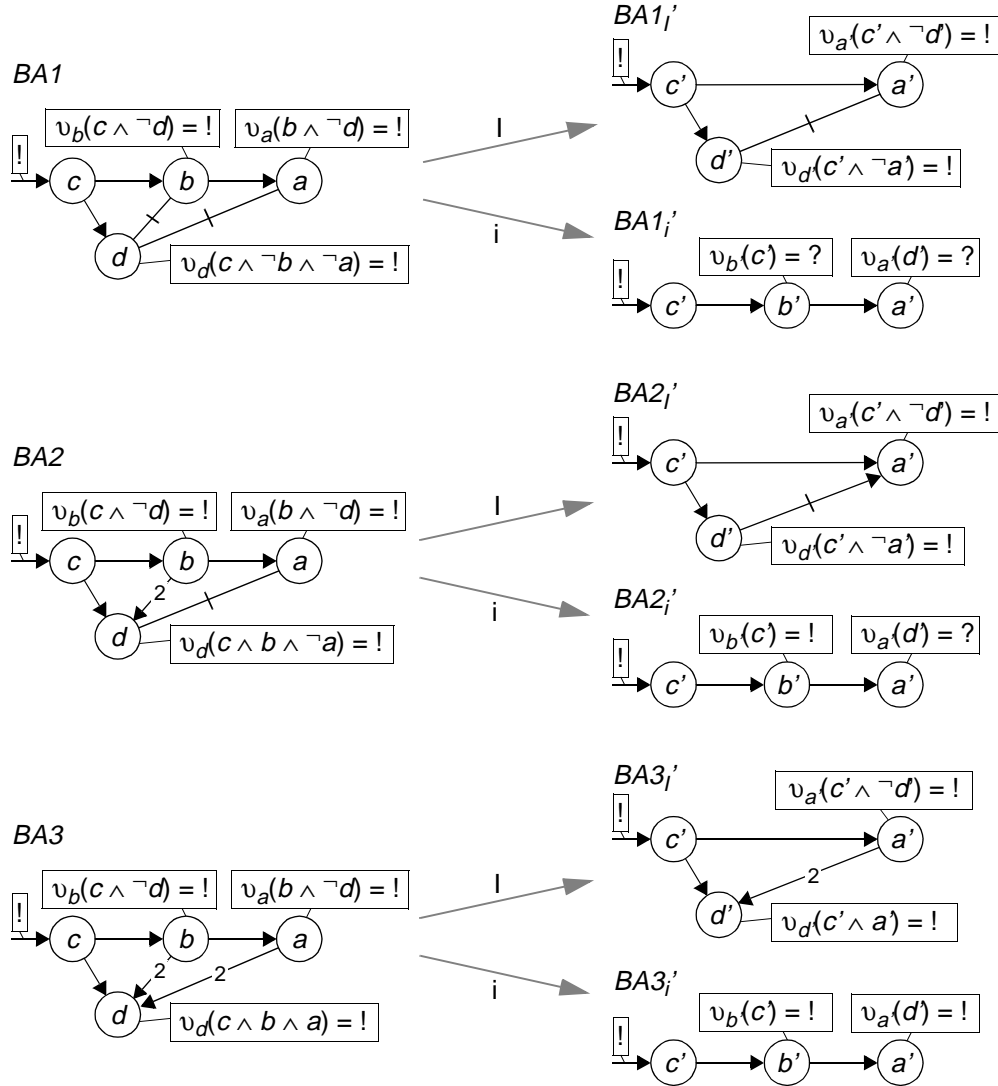 BA1
υb(c ∧ ¬d) = !
υa(b ∧ ¬d) = !
!
c
b
a
d
υd(c ∧ ¬b ∧ ¬a) = !
l
i
BA1l’
υa’(c’ ∧ ¬d’) = !
!
c’
a’
d’
υd’(c’ ∧ ¬a’) = !
BA1i’
υb’(c’) = ?
υa’(d’) = ?
!
c’
b’
a’
BA2
υb(c ∧ ¬d) = !
υa(b ∧ ¬d) = !
!
c
b
a
2
d
υd(c ∧ b ∧ ¬a) = !
l
i
BA2l’
υa’(c’ ∧ ¬d’) = !
!
c’
a’
d’
υd’(c’ ∧ ¬a’) = !
BA2i’
υb’(c’) = !
υa’(d’) = ?
!
c’
b’
a’
BA3
υb(c ∧ ¬d) = !
υa(b ∧ ¬d) = !
!
c
b
a
2
2
d
υd(c ∧ b ∧ a) = !
l
i
BA3l’
υa’(c’ ∧ ¬d’) = !
!
c’
a’
2
d’
υd’(c’ ∧ a’) = !
BA3i’
υb’(c’) = !
υa’(d’) = !
!
c’
b’
a’